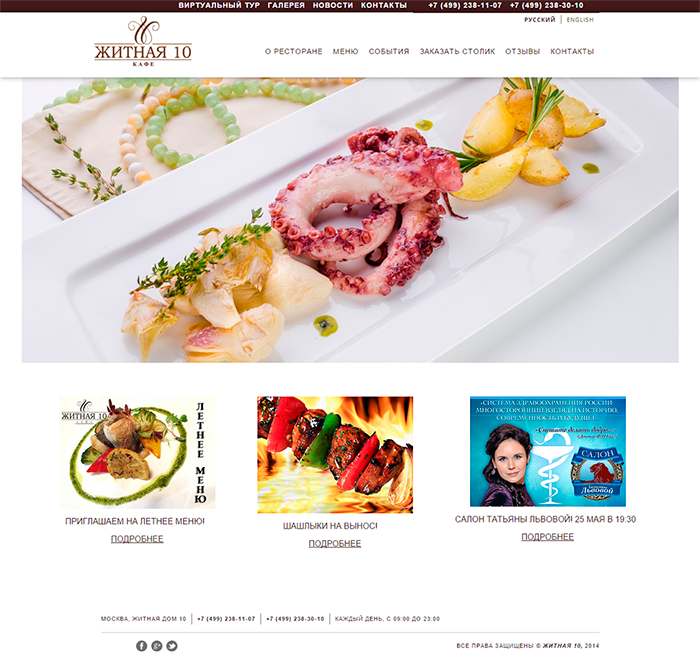 ВИРТУАЛЬНЫЙ ТУР ГАЛЕРЕЯ НОВОСТИ КОНТАКТЫ +7 (499) 238-11-07 +7 (499) 238-30-10
РУССКИЙ | ENGLISH
ЖИТНАЯ 10
КАФЕ
О РЕСТОРАНЕ МЕНЮ СОБЫТИЯ ЗАКАЗАТЬ СТОЛИК ОТЗЫВЫ КОНТАКТЫ
ЖИТНАЯ 10
КАФЕ
ЛЕТНЕЕ МЕНЮ
ПРИГЛАШАЕМ НА ЛЕТНЕЕ МЕНЮ!
ПОДРОБНЕЕ
ШАШЛЫКИ НА ВЫНОС!
ПОДРОБНЕЕ
«СИСТЕМА ЗДРАВООХРАНЕНИЯ РОССИИ:
МНОГОСТОРОННИЙ ВЗГЛЯД НА ИСТОРИЮ,
СОВРЕМЕННОСТЬ И БУДУЩЕЕ»
«Спешите делать добро...»
САЛОН
Татьяны
ЛЬВОВОЙ
САЛОН ТАТЬЯНЫ ЛЬВОВОЙ! 25 МАЯ В 19:30
ПОДРОБНЕЕ
МОСКВА, ЖИТНАЯ ДОМ 10 | +7 (499) 238-11-07 | +7 (499) 238-30-10 | КАЖДЫЙ ДЕНЬ, С 09:00 ДО 23:00
ВСЕ ПРАВА ЗАЩИЩЕНЫ © ЖИТНАЯ 10, 2014